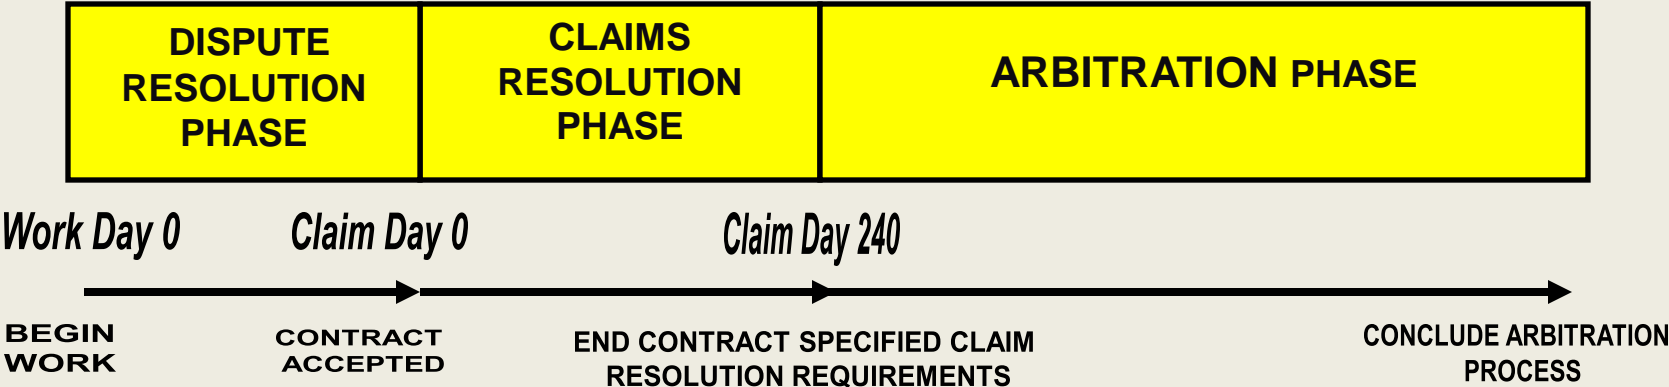 DISPUTE
RESOLUTION
PHASE
CLAIMS
RESOLUTION
PHASE
ARBITRATION PHASE
Work Day 0
Claim Day 0
Claim Day 240
BEGIN
WORK
CONTRACT
ACCEPTED
END CONTRACT SPECIFIED CLAIM
RESOLUTION REQUIREMENTS
CONCLUDE ARBITRATION
PROCESS